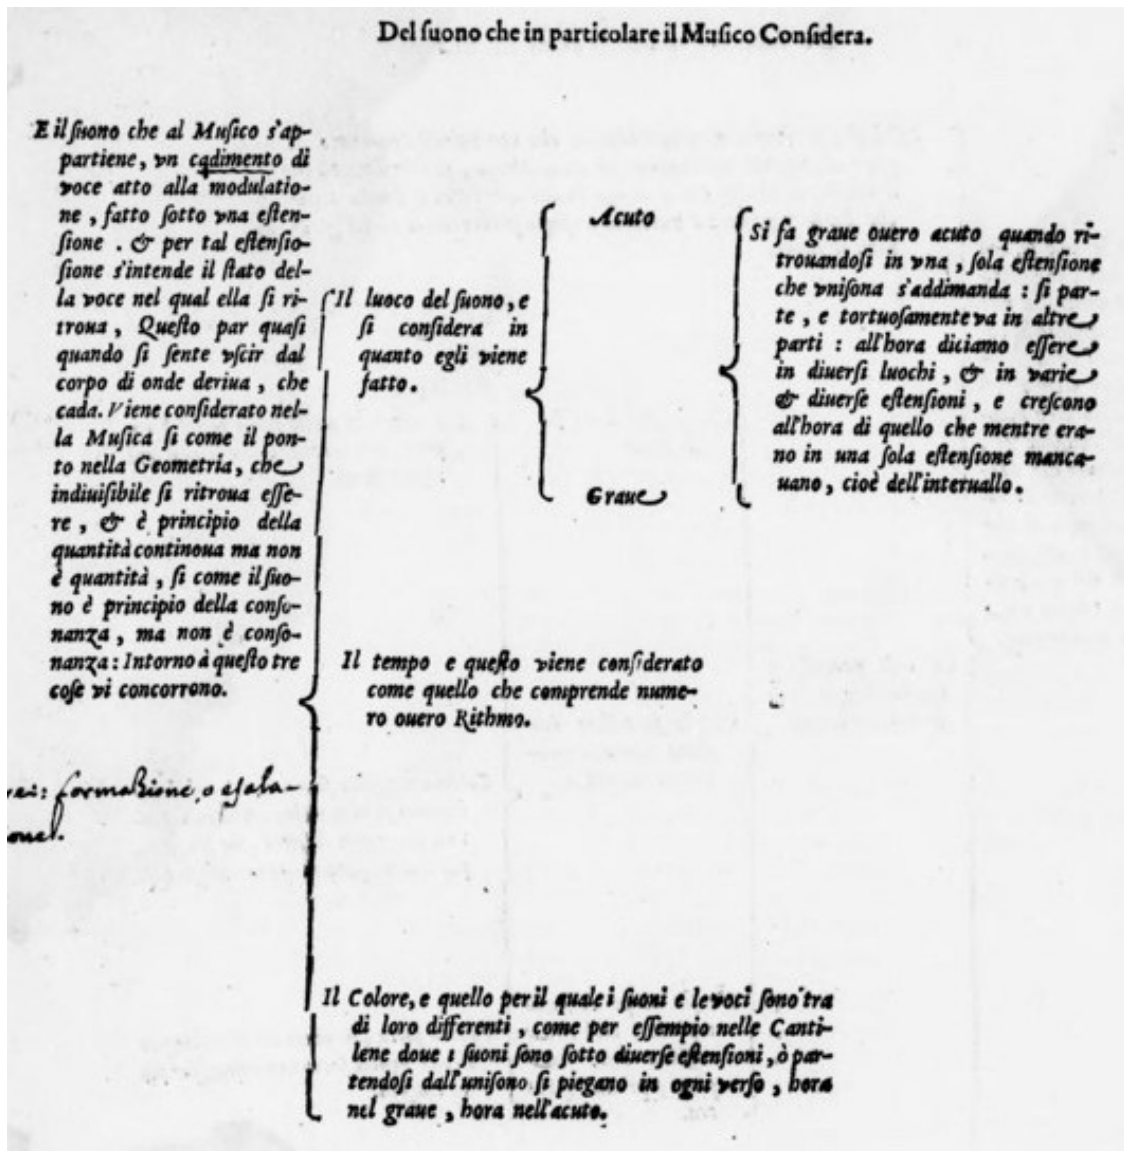 Del ſuono che in particolare il Muſico Conſidera.
E il ſuono che al Muſico s'ap-
partiene, vn cadimento di
voce atto alla modulatio-
ne, fatto ſotto vna eſten-
ſione. & per tal eſtenſio-
ſione s'intende il ſtato del-
la voce nel qual ella ſi ri-
troua, Queſto par quaſi
quando ſi ſente vſcir dal
corpo di onde deriua, che
cada. Viene conſiderato nel-
la Muſica ſi come il pon-
to nella Geometria, che
indiuiſibile ſi ritroua eſſe-
re, & è principio della
quantità continoua ma non
è quantità, ſi come il ſuo-
no è principio della conſo-
nanza, ma non è conſo-
nanza: Intorno à queſto tre
coſe vi concorrono.
formazione, o eſala-
Il luoco del ſuono, e
ſi conſidera in
quanto egli viene
fatto.
Acuto
Graue
Si fa graue ouero acuto quando ri-
trouandoſi in vna, ſola eſtenſione
che vniſona s'addimanda: ſi par-
te, e tortuoſamente va in altre
parti: all'hora diciamo eſſere
in diuerſi luochi, & in varie
& diuerſe eſtenſioni, e creſcono
all'hora di quello che mentre era-
no in una ſola eſtenſione manca-
uano, cioè dell'interuallo.
Il tempo e queſto viene conſiderato
come quello che comprende nume-
ro ouero Rithmo.
Il Colore, e quello per il quale i ſuoni e le voci ſono tra
di loro differenti, come per eſſempio nelle Canti-
lene doue i ſuoni ſono ſotto diuerſe eſtenſioni, ò par-
tendoſi dall'uniſono ſi piegano in ogni verſo, hora
nel graue, hora nell'acuto.